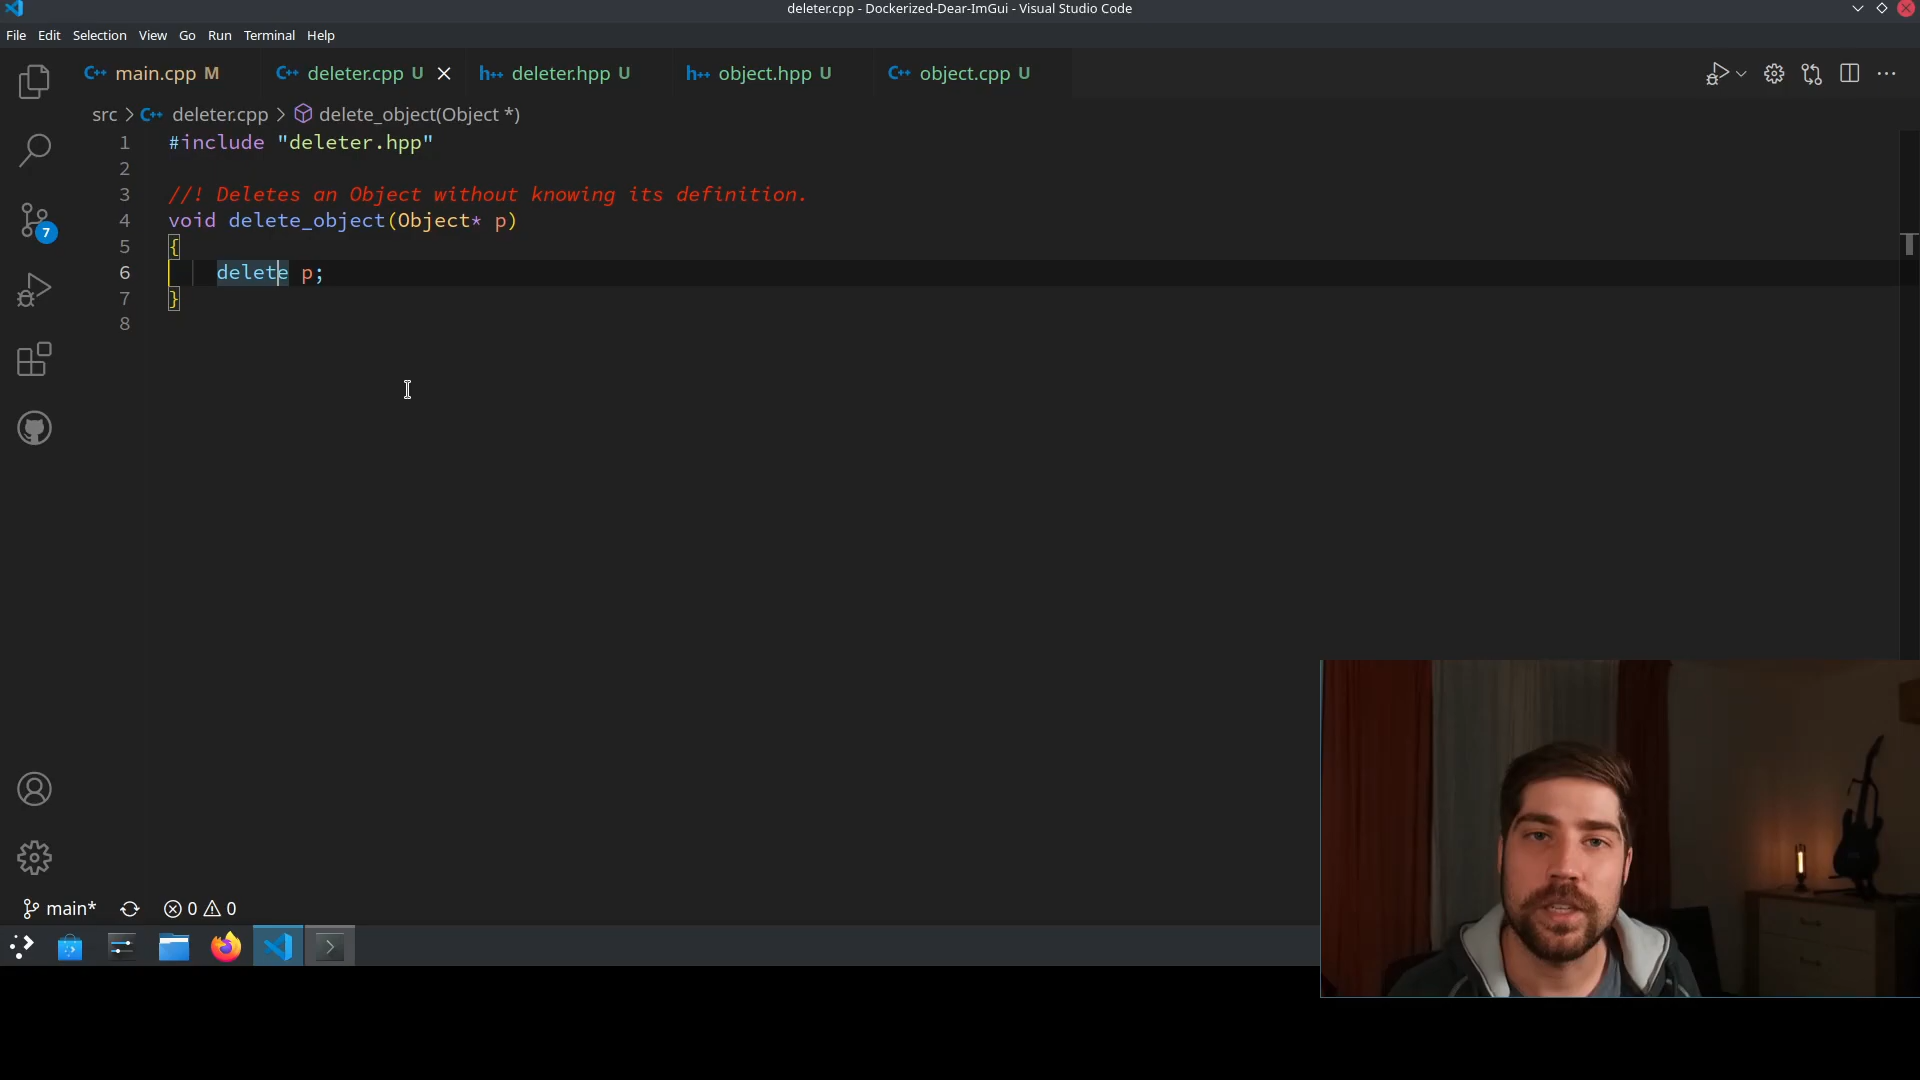 deleter.cpp - Dockerized-Dear-ImGui - Visual Studio Code
File Edit Selection View Go Run Terminal Help
C++ main.cpp M C++ deleter.cpp U h++ deleter.hpp U h++ object.hpp U C++ object.cpp U
src > C++ deleter.cpp > delete_object(Object *)
1 #include "deleter.hpp"
2
3 //! Deletes an Object without knowing its definition.
4 void delete_object(Object* p)
5 {
6 delete p;
7 }
8
7
main* 0 0